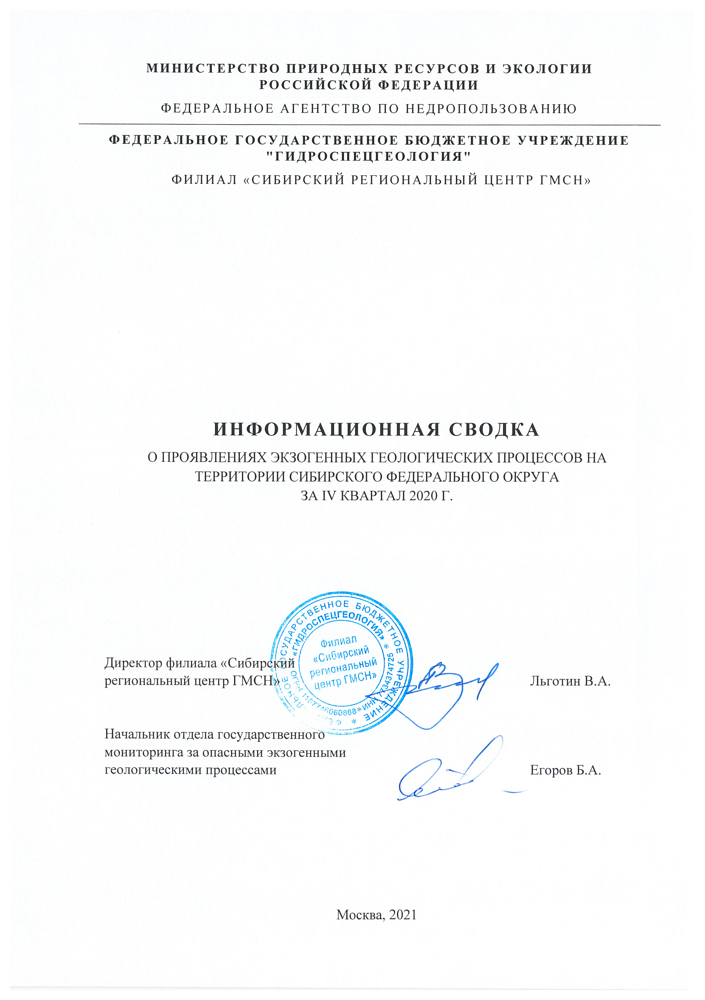 МИНИСТЕРСТВО ПРИРОДНЫХ РЕСУРСОВ И ЭКОЛОГИИ
РОССИЙСКОЙ ФЕДЕРАЦИИ
ФЕДЕРАЛЬНОЕ АГЕНТСТВО ПО НЕДРОПОЛЬЗОВАНИЮ
ФЕДЕРАЛЬНОЕ ГОСУДАРСТВЕННОЕ БЮДЖЕТНОЕ УЧРЕЖДЕНИЕ
"ГИДРОСПЕЦГЕОЛОГИЯ"
ФИЛИАЛ «СИБИРСКИЙ РЕГИОНАЛЬНЫЙ ЦЕНТР ГМСН»
ИНФОРМАЦИОННАЯ СВОДКА
О ПРОЯВЛЕНИЯХ ЭКЗОГЕННЫХ ГЕОЛОГИЧЕСКИХ ПРОЦЕССОВ НА
ТЕРРИТОРИИ СИБИРСКОГО ФЕДЕРАЛЬНОГО ОКРУГА
ЗА IV КВАРТАЛ 2020 Г.
ГОСУДАРСТВЕННОЕ БЮДЖЕТНОЕ УЧРЕЖДЕНИЕ *
«ГИДРОСПЕЦГЕОЛОГИЯ» *
ИНН 7734374725
ОГРН 1167746060888*
Филиал
«Сибирский
региональный
центр ГМСН»
Директор филиала «Сибирский
региональный центр ГМСН»
Льготин В.А.
Начальник отдела государственного
мониторинга за опасными экзогенными
геологическими процессами
Егоров Б.А.
Москва, 2021